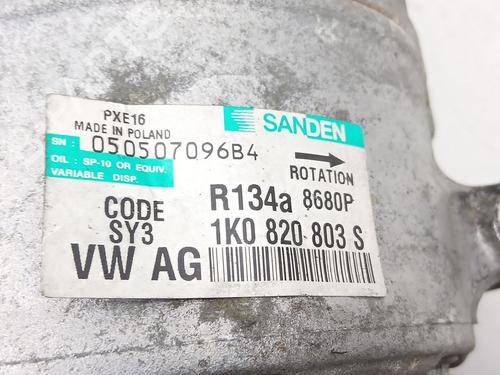 PXE16
MADE IN POLAND
SANDEN
SN : 050507096B4
OIL : SP-10 OR EQUIV.
VARIABLE DISP.
ROTATION
CODE
SY3
R134a 8680P
1K0 820 803 S
VW AG